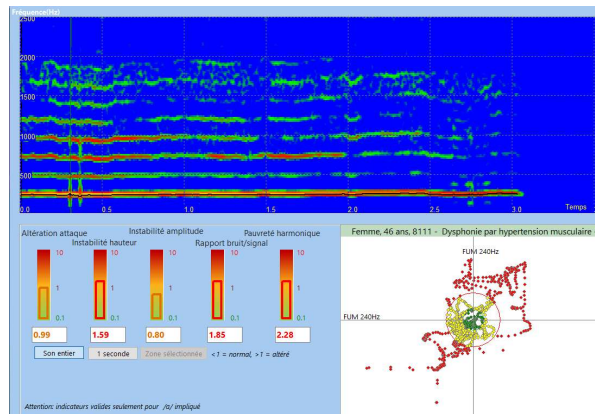 Fréquence(Hz)
2500
2000
1500
1000
500
0.0 0.5 1.0 1.5 2.0 2.5 3.0 Temps
Altération attaque Instabilité amplitude Pauvreté harmonique
Instabilité hauteur Rapport bruit/signal
10 10 10 10 10
1 1 1 1 1
0.1 0.1 0.1 0.1 0.1
0.99 1.59 0.80 1.85 2.28
Son entier 1 seconde Zone sélectionnée <1 = normal, >1 = altéré
Attention: indicateurs valides seulement pour /a/ impliqué
Femme, 46 ans, 8111 - Dysphonie par hypertension musculaire
FUM 240Hz
FUM 240Hz